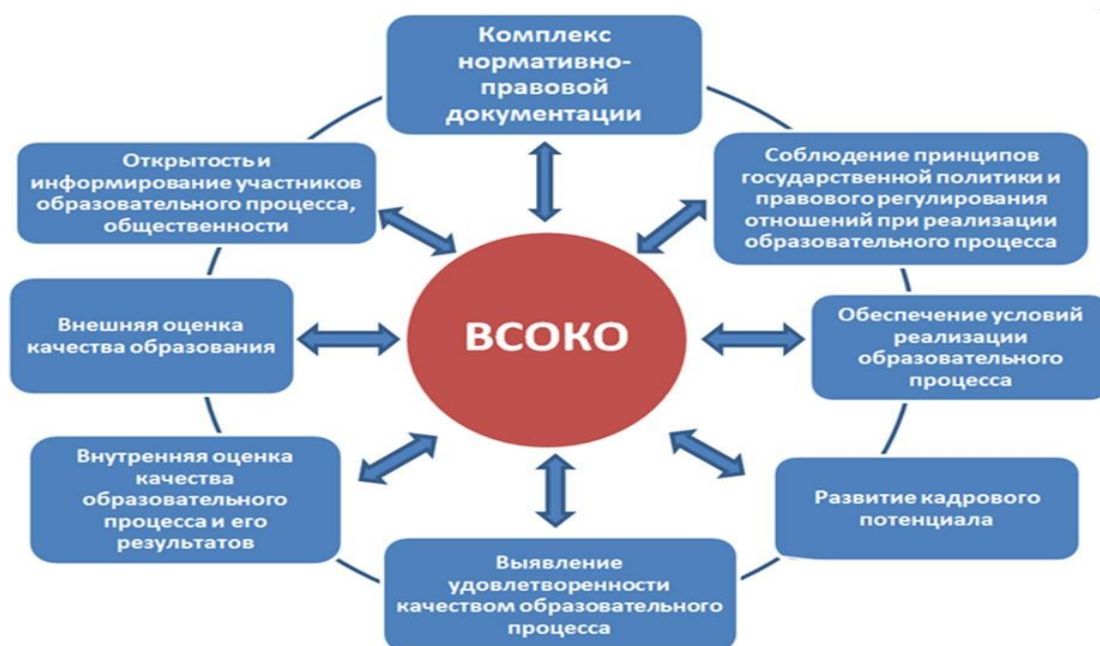 Комплекс
нормативно-
правовой
документации
Открытость и
информирование участников
образовательного процесса,
общественности
Соблюдение принципов
государственной политики и
правового регулирования
отношений при реализации
образовательного процесса
Внешняя оценка
качества образования
ВСОКО
Обеспечение условий
реализации
образовательного
процесса
Внутренняя оценка
качества
образовательного
процесса и его
результатов
Развитие кадрового
потенциала
Выявление
удовлетворенности
качеством образовательного
процесса